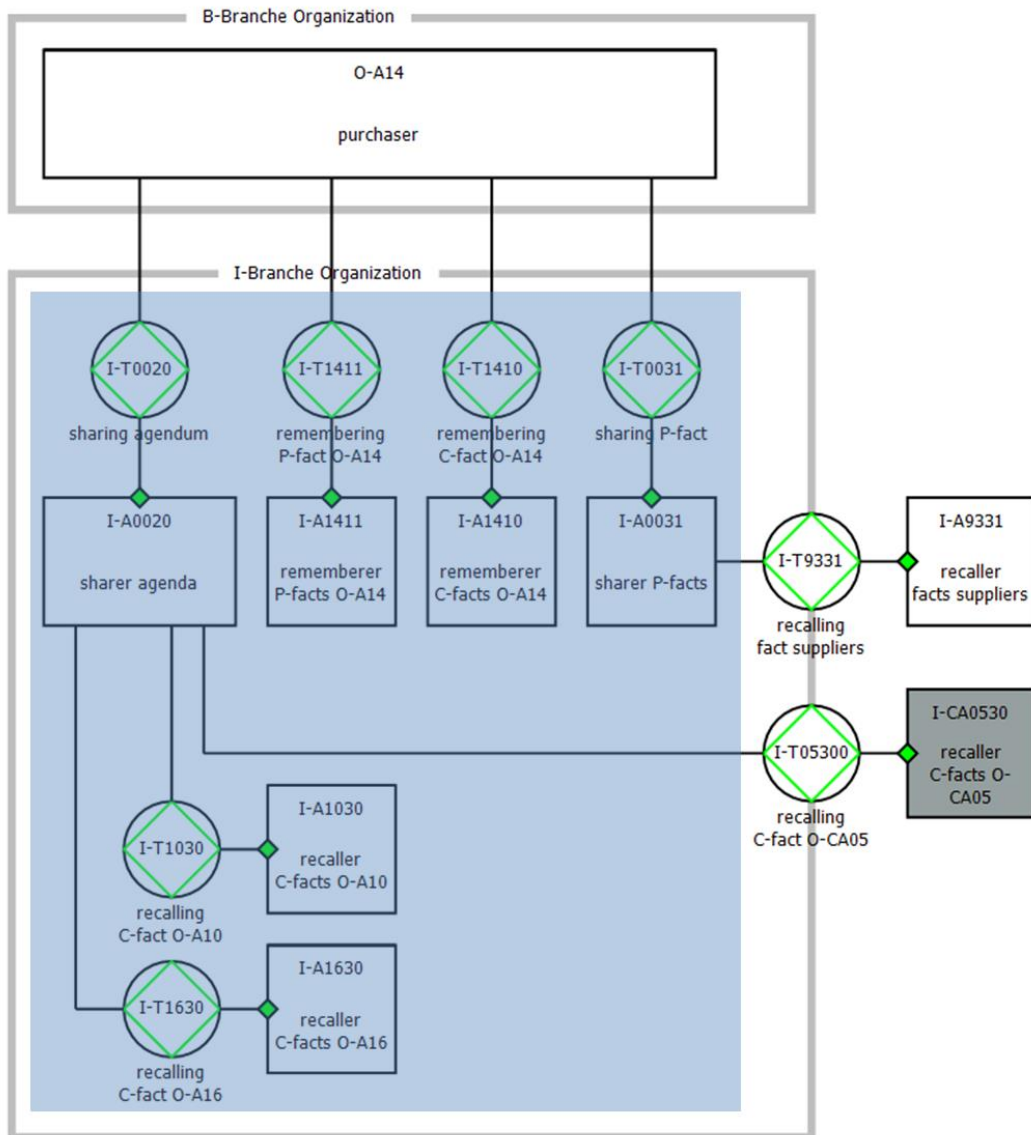 B-Branche Organization
O-A14
purchaser
I-Branche Organization
I-T0020
sharing agendum
I-T1411
remembering
P-fact O-A14
I-T1410
remembering
C-fact O-A14
I-T0031
sharing P-fact
I-A0020
sharer agenda
I-A1411
rememberer
P-facts O-A14
I-A1410
rememberer
C-facts O-A14
I-A0031
sharer P-facts
I-T9331
recalling
fact suppliers
I-A9331
recaller
facts suppliers
I-T05300
recalling
C-fact O-CA05
I-CA0530
recaller
C-facts O-
CA05
I-T1030
recalling
C-fact O-A10
I-A1030
recaller
C-facts O-A10
I-T1630
recalling
C-fact O-A16
I-A1630
recaller
C-facts O-A16